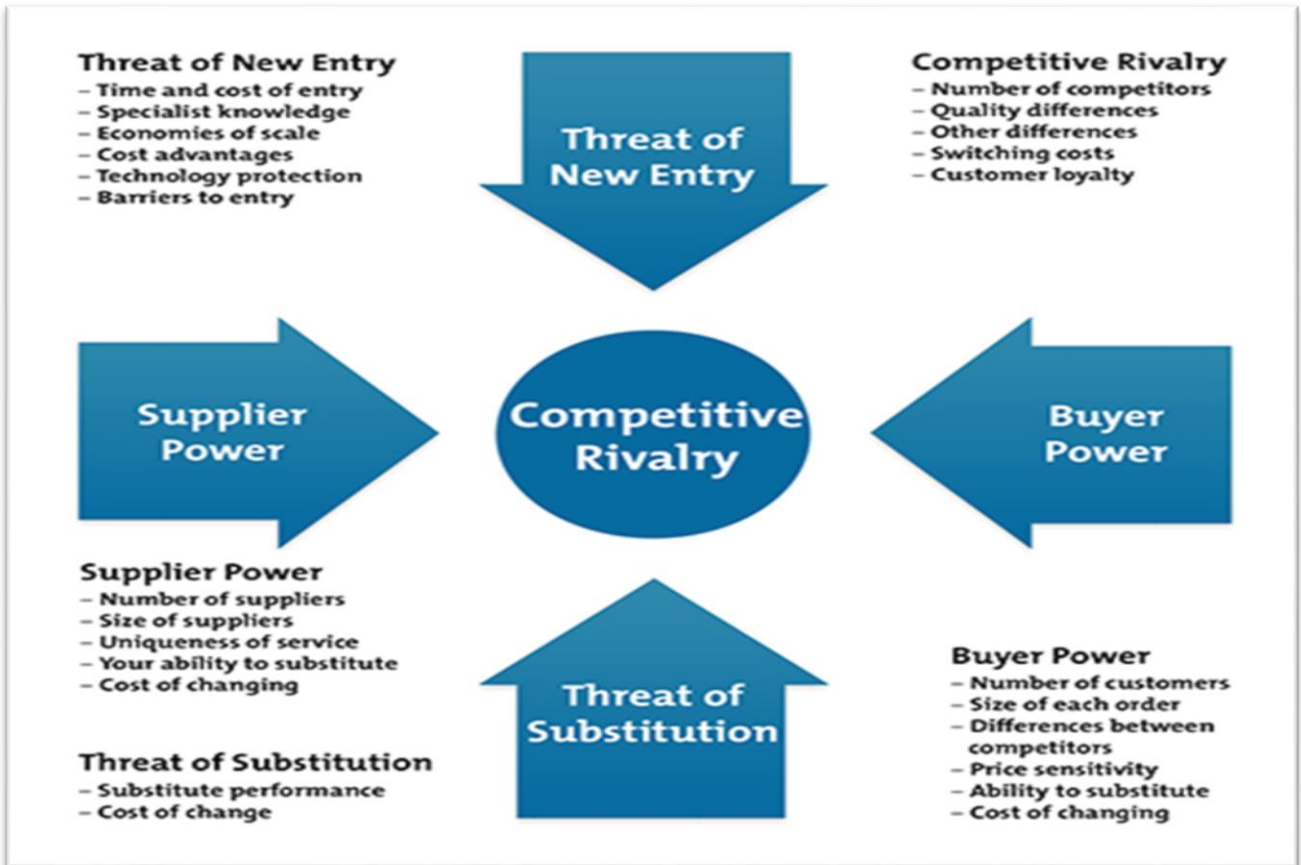 Threat of New Entry
– Time and cost of entry
– Specialist knowledge
– Economies of scale
– Cost advantages
– Technology protection
– Barriers to entry
Threat of
New Entry
Competitive Rivalry
– Number of competitors
– Quality differences
– Other differences
– Switching costs
– Customer loyalty
Supplier
Power
Competitive
Rivalry
Buyer
Power
Supplier Power
– Number of suppliers
– Size of suppliers
– Uniqueness of service
– Your ability to substitute
– Cost of changing
Threat of Substitution
– Substitute performance
– Cost of change
Threat of
Substitution
Buyer Power
– Number of customers
– Size of each order
– Differences between
competitors
– Price sensitivity
– Ability to substitute
– Cost of changing